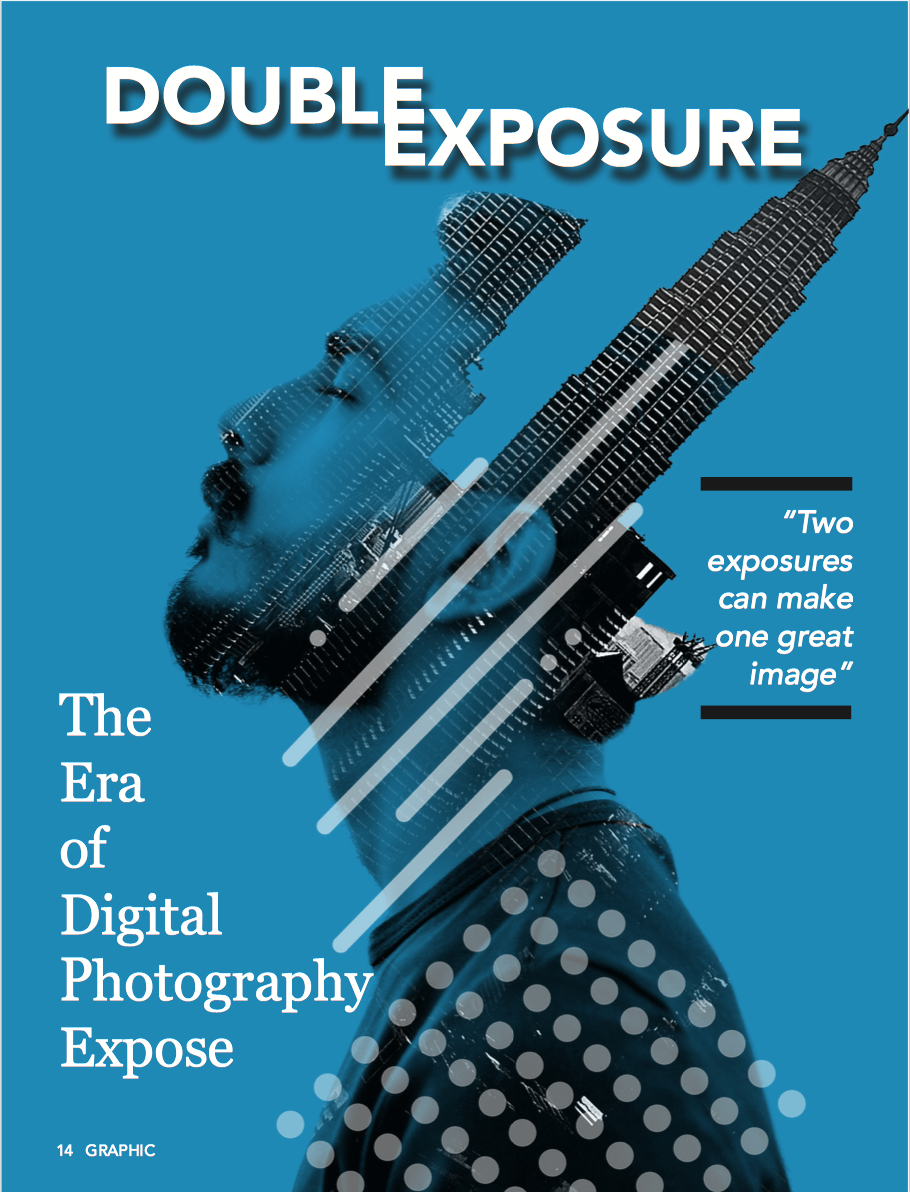 DOUBLE
EXPOSURE
“Two
exposures
can make
one great
image”
The
Era
of
Digital
Photography
Expose
14 GRAPHIC